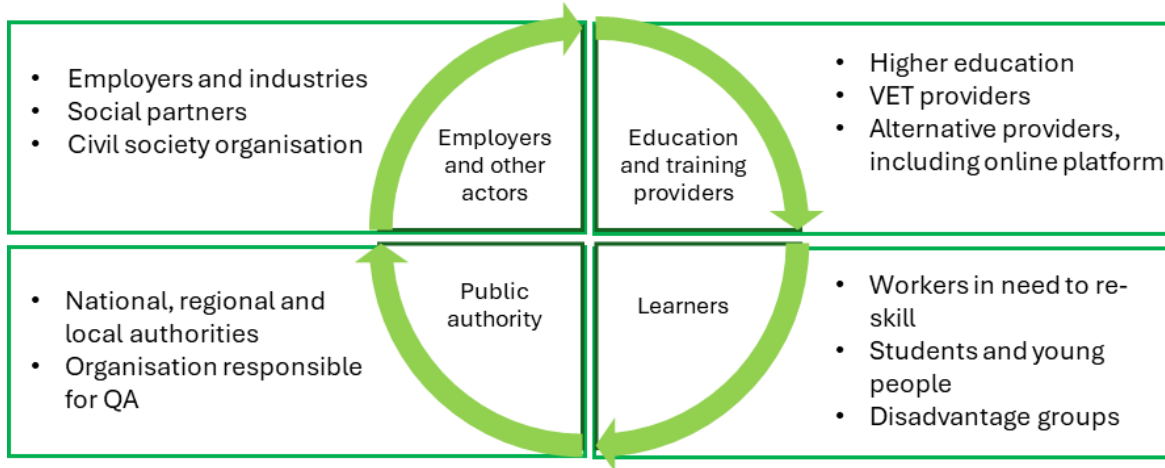 • Employers and industries
• Social partners
• Civil society organisation
Employers
and other
actors
Education
and training
providers
• Higher education
• VET providers
• Alternative providers,
including online platform
• National, regional and
local authorities
• Organisation responsible
for QA
Public
authority
Learners
• Workers in need to re-
skill
• Students and young
people
• Disadvantage groups